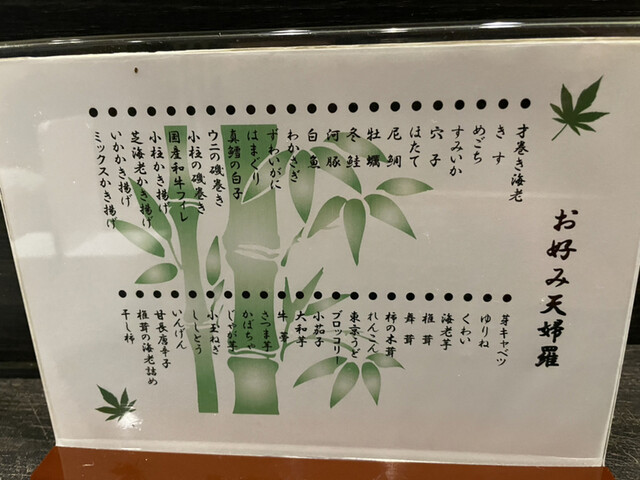 お好み天婦羅
才巻き海老
きす
めごち
すみいか
穴子
ほたて
尼鯛
牡蠣
冬鮭
河豚
白魚
わかさぎ
ずわいがに
はまぐり
真鱈の白子
ウニの磯巻き
小柱の磯巻き
国産和牛フィレ
小柱かき揚げ
芝海老かき揚げ
いかかき揚げ
ミックスかき揚げ
芽キャベツ
ゆりね
くわい
海老芋
椎茸
舞茸
柿の木茸
れんこん
東京うど
ブロッコリー
小茄子
大和芋
牛蒡
さつま芋
かぼちゃ
じゃが芋
小玉ねぎ
ししとう
いんげん
甘長唐辛子
椎茸の海老詰め
干し柿